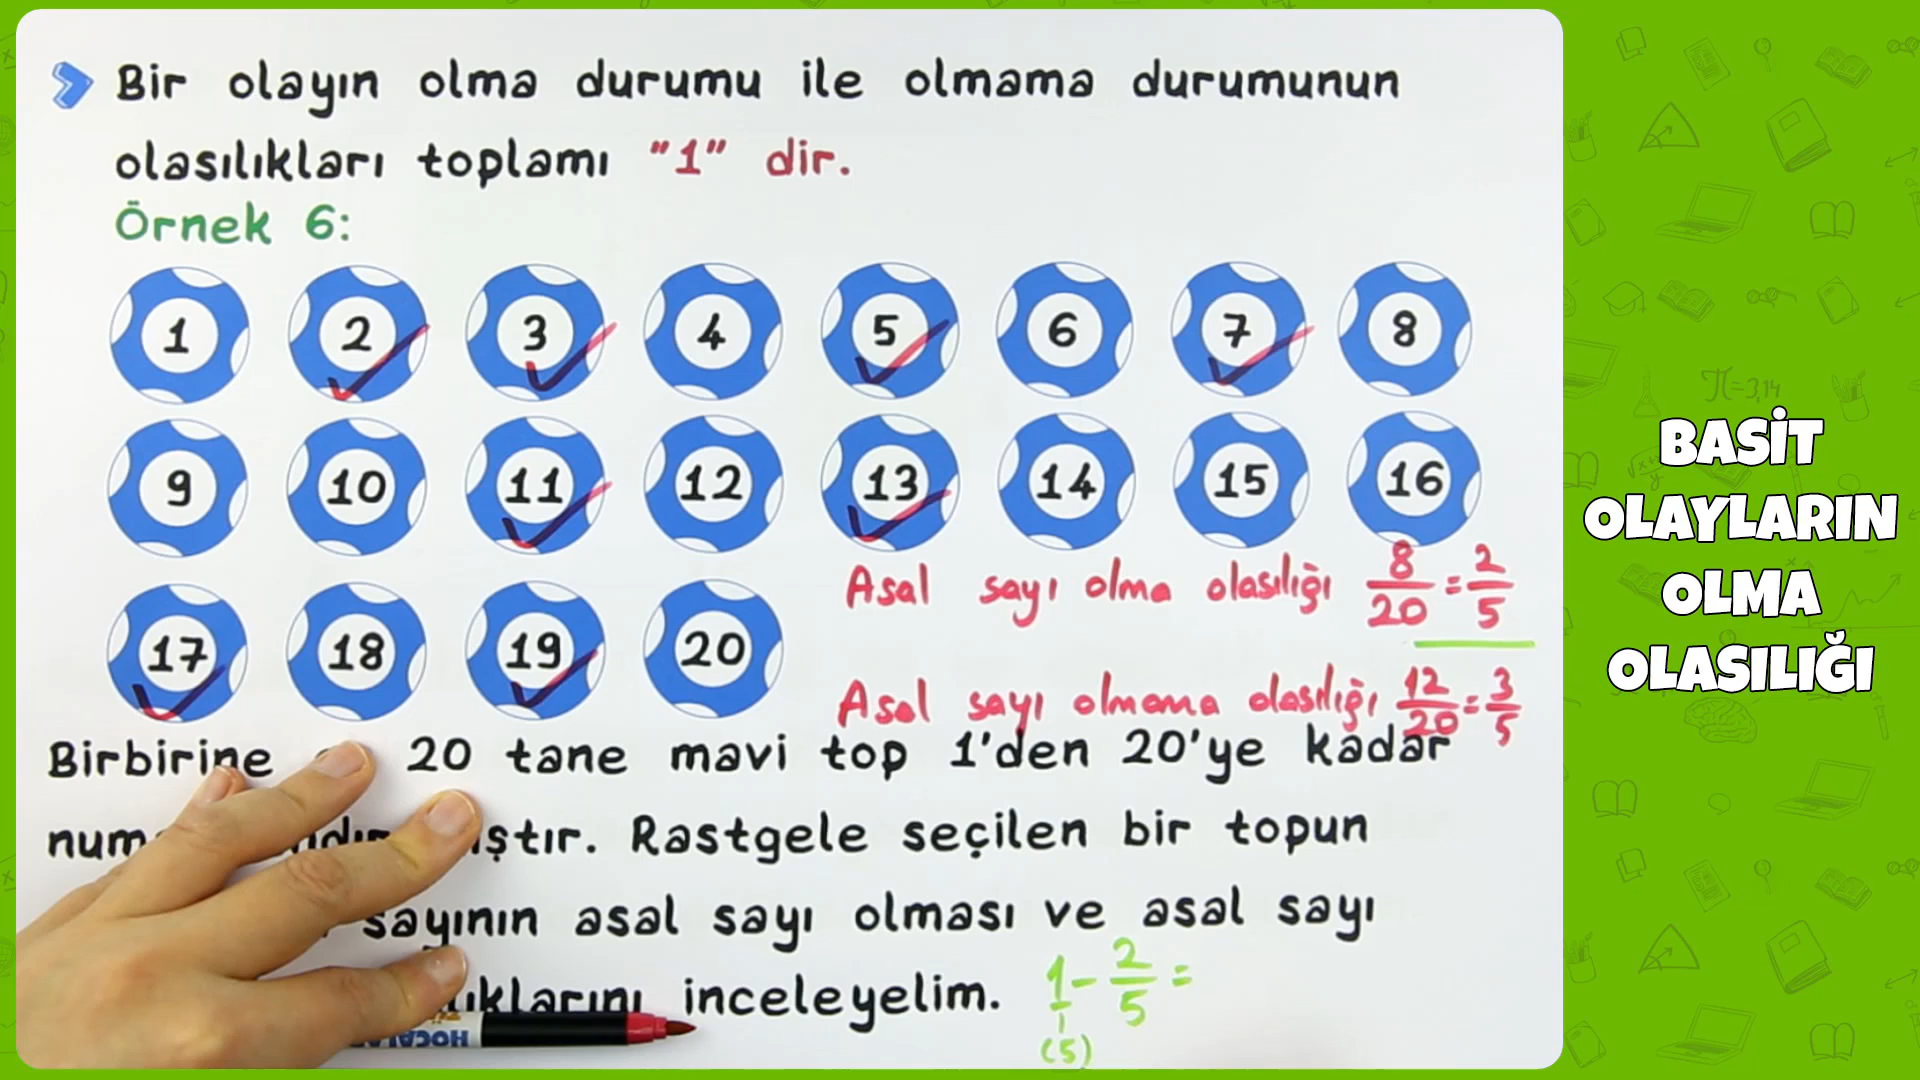 Bir olayın olma durumu ile olmama durumunun
olasılıkları toplamı "1" dir.
Örnek 6:
1 2 3 4 5 6 7 8
9 10 11 12 13 14 15 16
17 18 19 20
Asal sayı olma olasılığı 8/20 = 2/5
Asal sayı olmama olasılığı 12/20 = 3/5
Birbirine 20 tane mavi top 1'den 20'ye kadar
Rastgele seçilen bir topun
sayının asal sayı olması ve asal sayı
inceleyelim.
1/1 - 2/5 =
(5)
HOCALAR
BASİT
OLAYLARIN
OLMA
OLASILIĞI
π=3,14